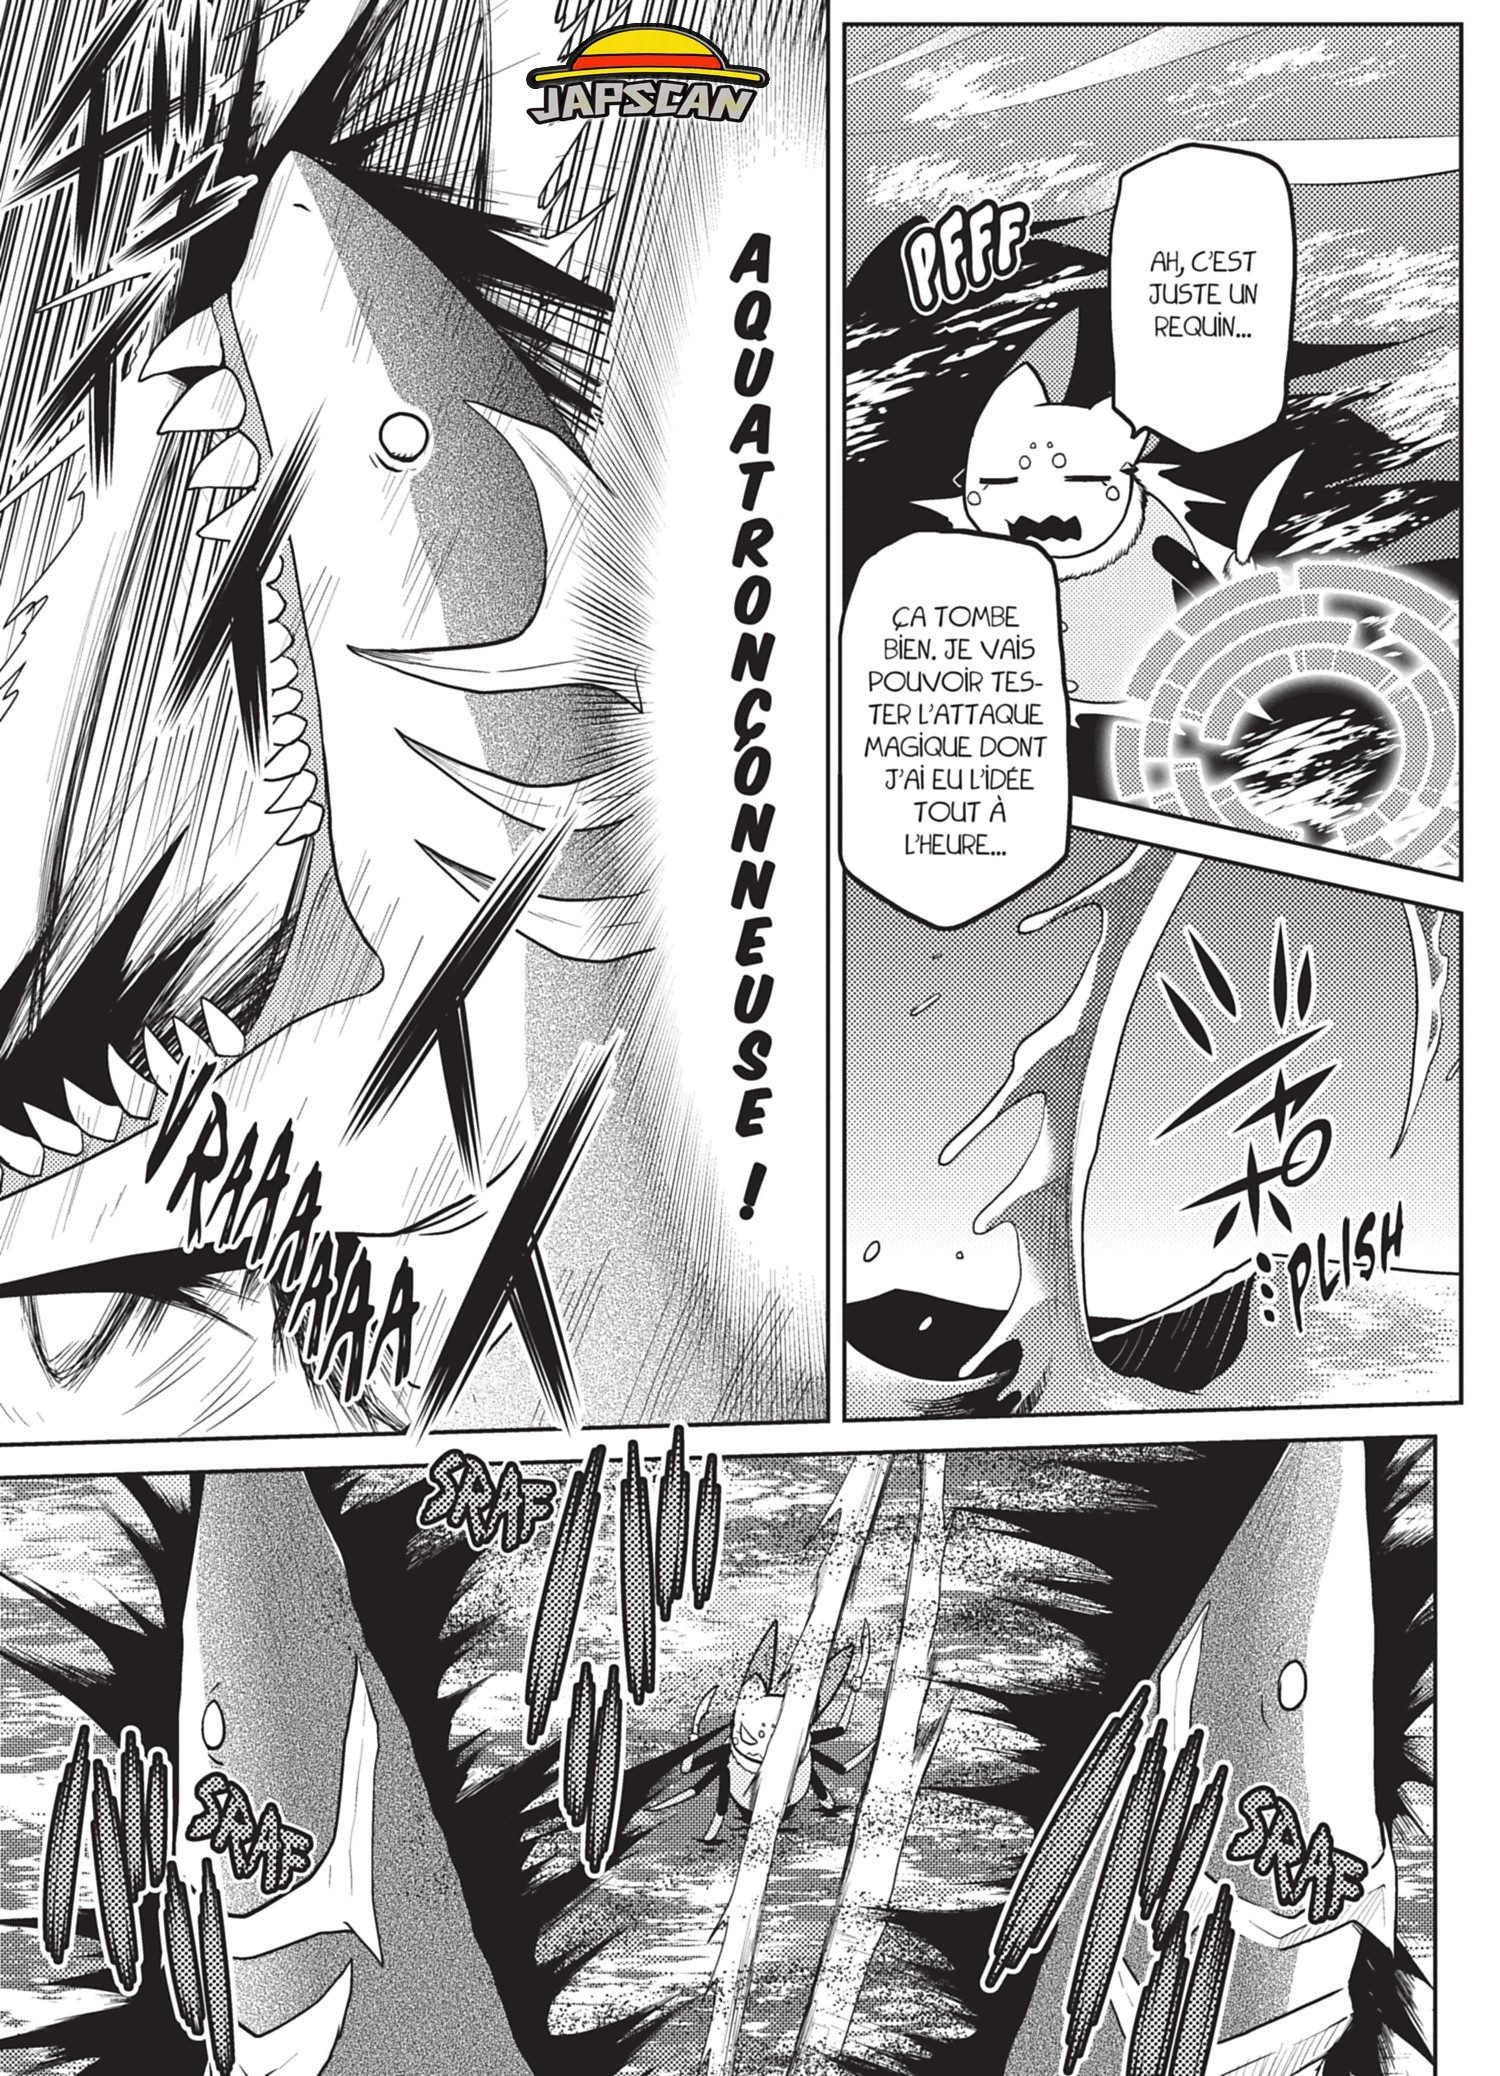 JAPSCAN
PFFF
AH, C'EST
JUSTE UN
REQUIN...
ÇA TOMBE
BIEN. JE VAIS
POUVOIR TES-
TER L'ATTAQUE
MAGIQUE DONT
J'AI EU L'IDÉE
TOUT À
L'HEURE...
PLISH
AQUATRONÇONNEUSE !
VRAAAAAAAA
SRAF
SRAF
SRAF